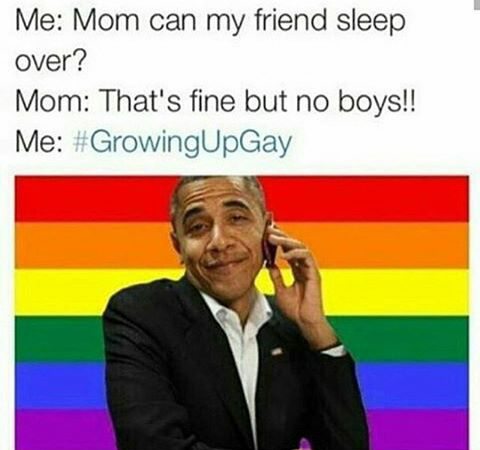 Me: Mom can my friend sleep
over?
Mom: That's fine but no boys!!
Me: #GrowingUpGay